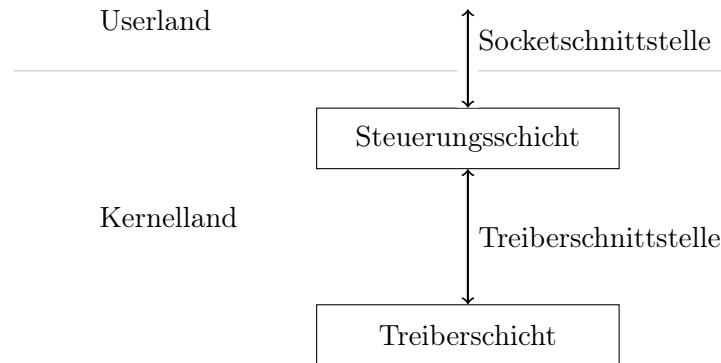 Userland
Socketschnittstelle
Steuerungsschicht
Kernelland
Treiberschnittstelle
Treiberschicht